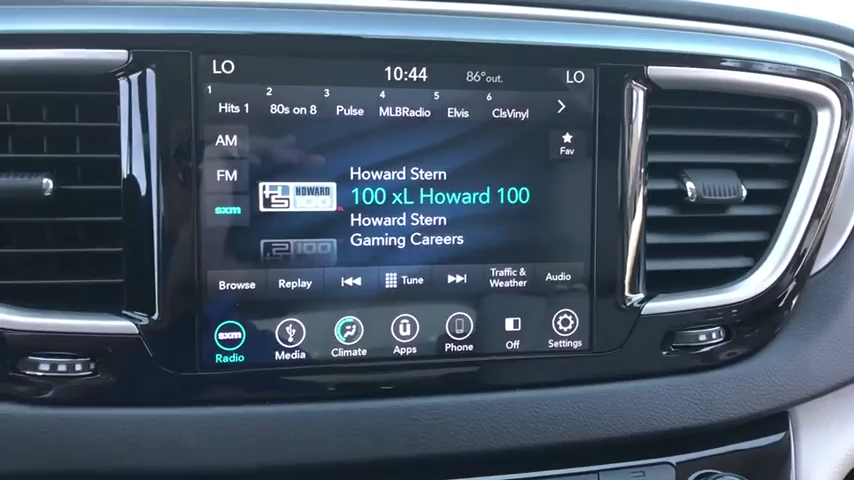 LO 10:44 86°out. LO
1 2 3 4 5 6
Hits 1 80s on 8 Pulse MLBRadio Elvis ClsVinyl
AM
Fav
FM
Howard Stern
HS HOWARD 100 100 xL Howard 100
sxm
Howard Stern
Gaming Careers
Browse Replay Tune Traffic & Weather Audio
sxm
Radio Media Climate Apps Phone Off Settings